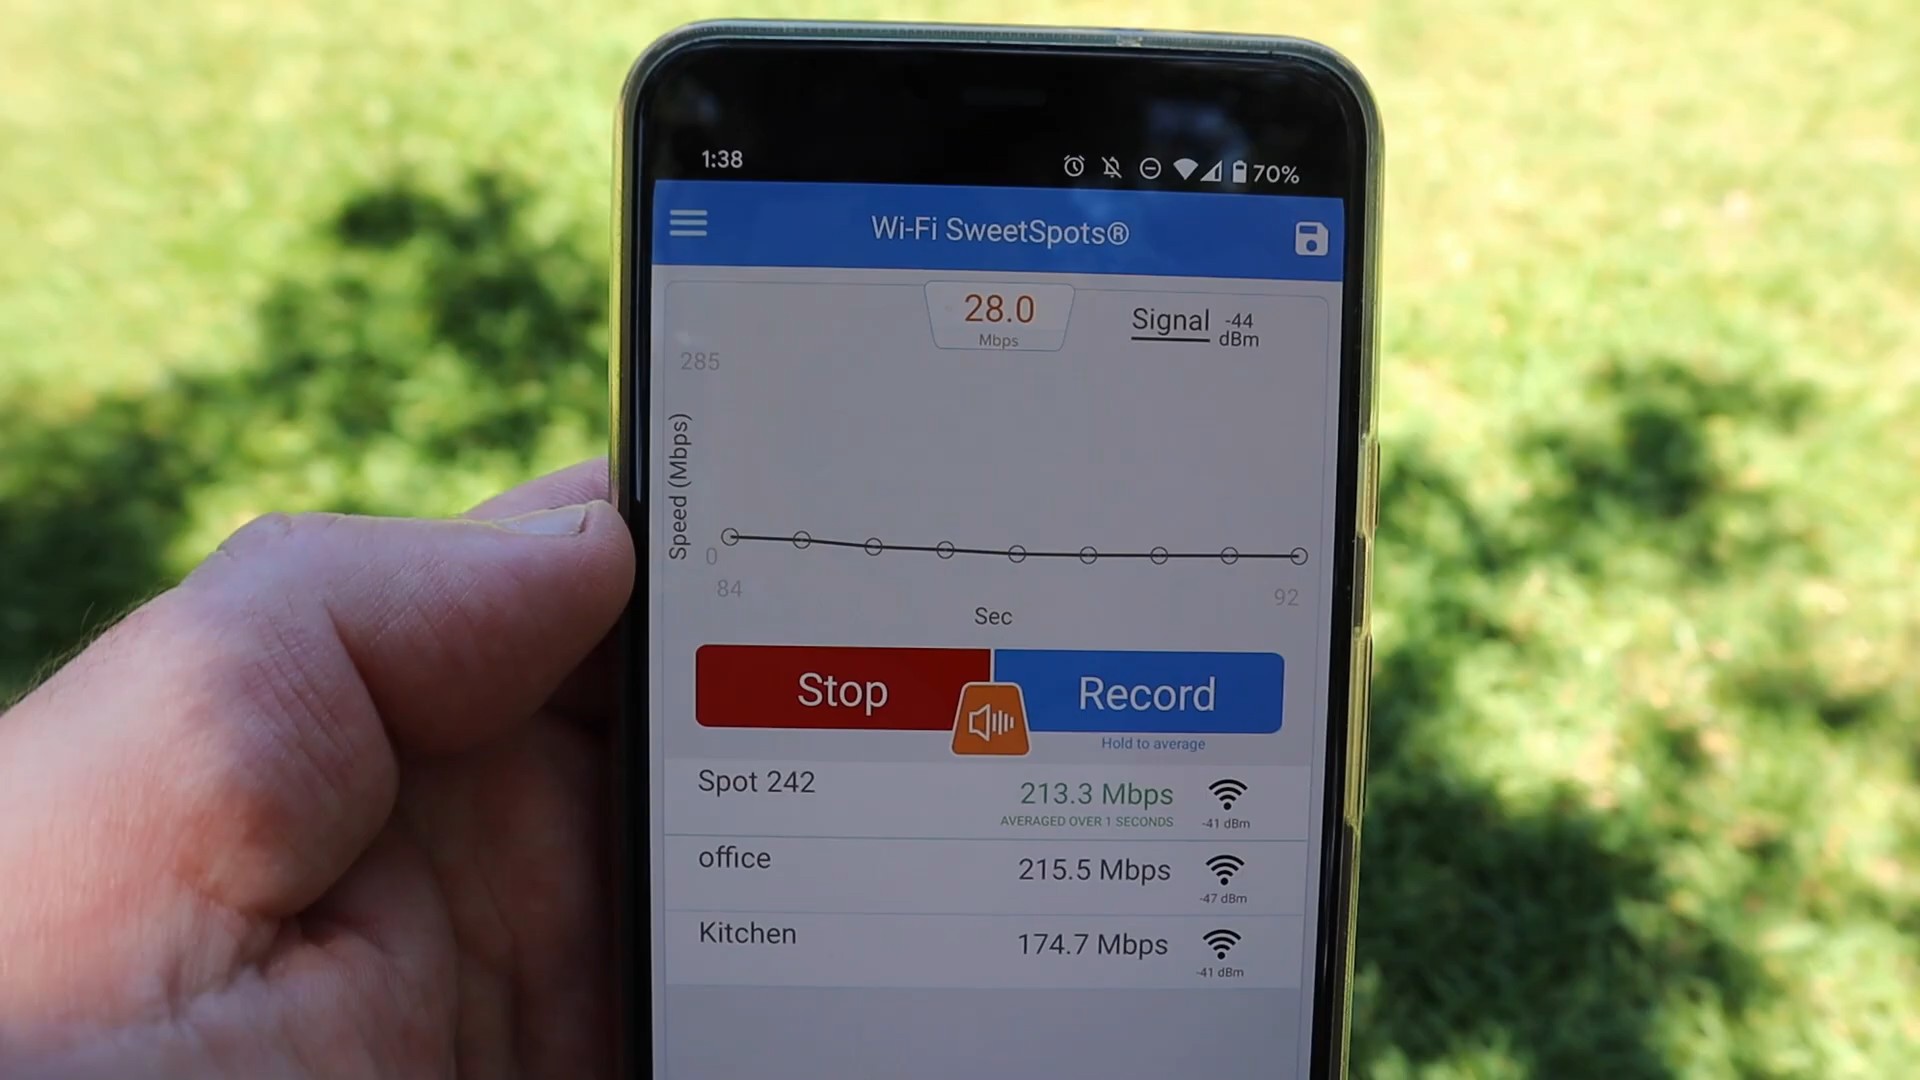 1:38
70%
Wi-Fi SweetSpots®
28.0
Mbps
Signal -44 dBm
285
Speed (Mbps)
0
84
92
Sec
Stop
Record
Hold to average
Spot 242
213.3 Mbps
AVERAGED OVER 1 SECONDS
-41 dBm
office
215.5 Mbps
-47 dBm
Kitchen
174.7 Mbps
-41 dBm